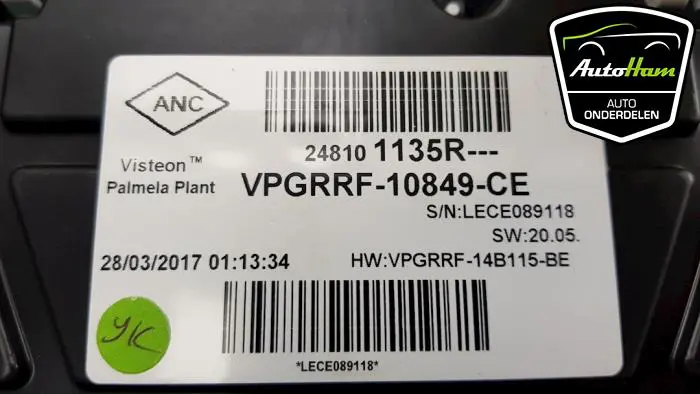 ANC
Visteon™
Palmela Plant
24810 1135R---
VPGRRF-10849-CE
S/N:LECE089118
SW:20.05.
28/03/2017 01:13:34
HW:VPGRRF-14B115-BE
YK
*LECE089118*
AutoHam
AUTO
ONDERDELEN